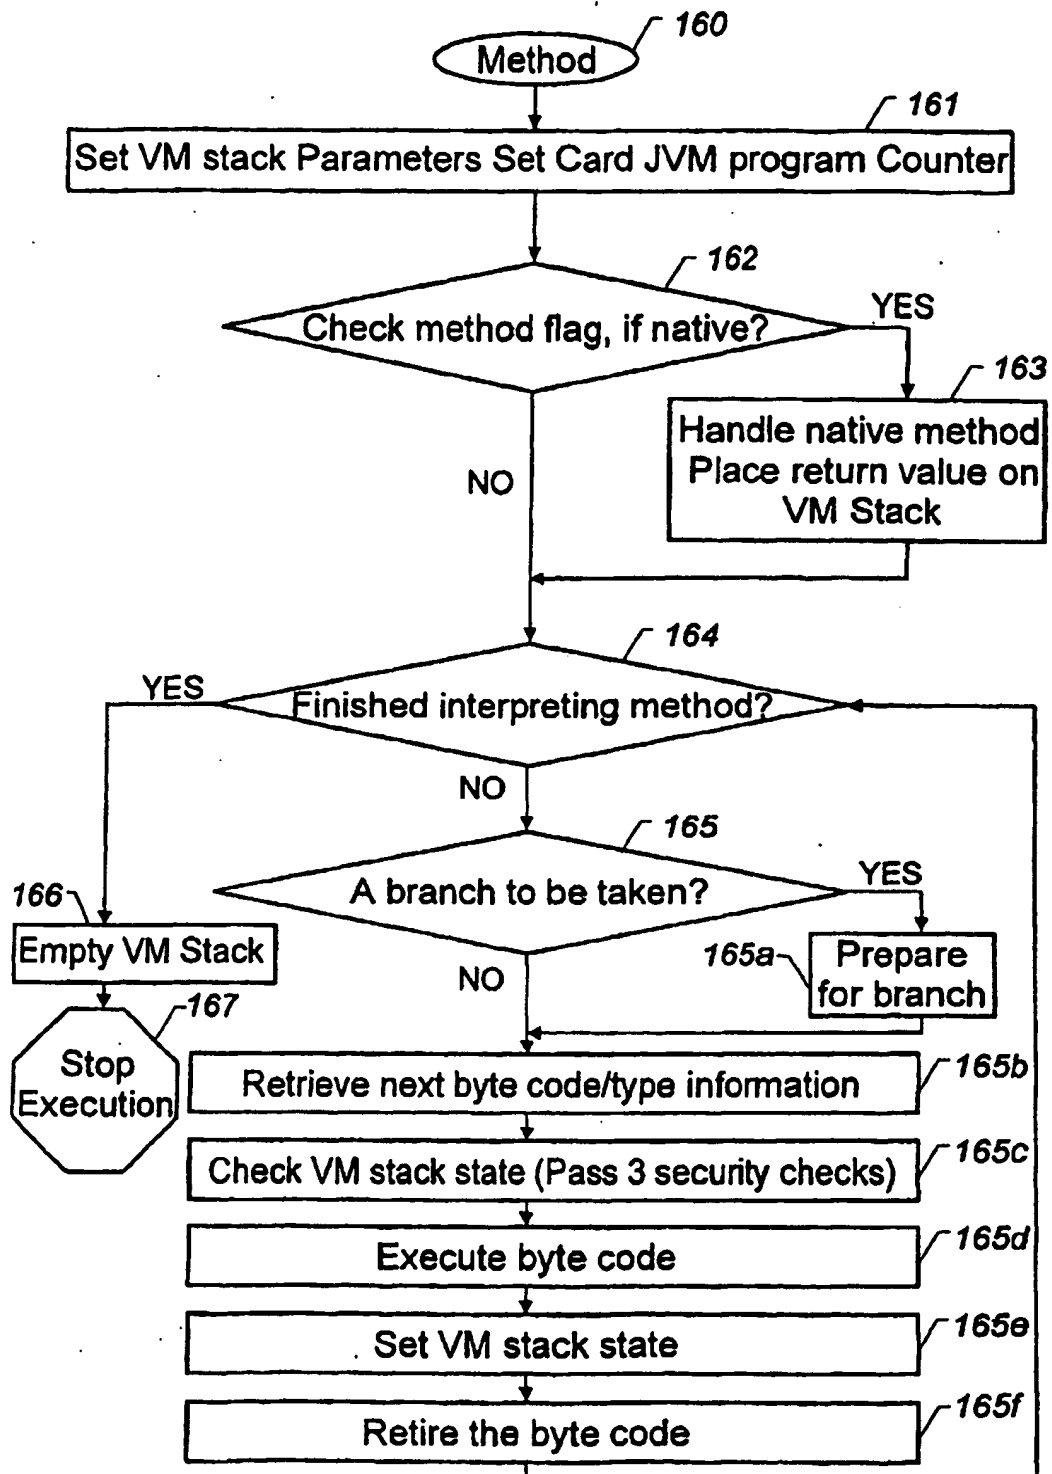 160
Method
161
Set VM stack Parameters Set Card JVM program Counter
162
Check method flag, if native?
YES
163
Handle native method
Place return value on
VM Stack
NO
164
YES
Finished interpreting method?
NO
165
A branch to be taken?
YES
166
Empty VM Stack
165a
Prepare
for branch
NO
167
Stop
Execution
Retrieve next byte code/type information
165b
Check VM stack state (Pass 3 security checks)
165c
Execute byte code
165d
Set VM stack state
165e
Retire the byte code
165f